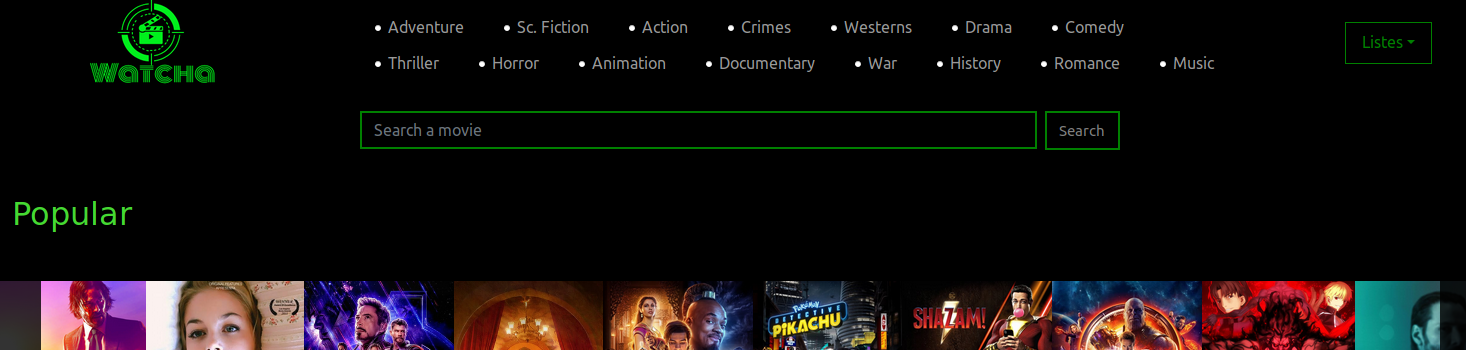 WATCHA
Adventure Sc. Fiction Action Crimes Westerns Drama Comedy
Thriller Horror Animation Documentary War History Romance Music
Listes
Search a movie Search
Popular
POKÉMON
DETECTIVE
PIKACHU
SHAZAM!